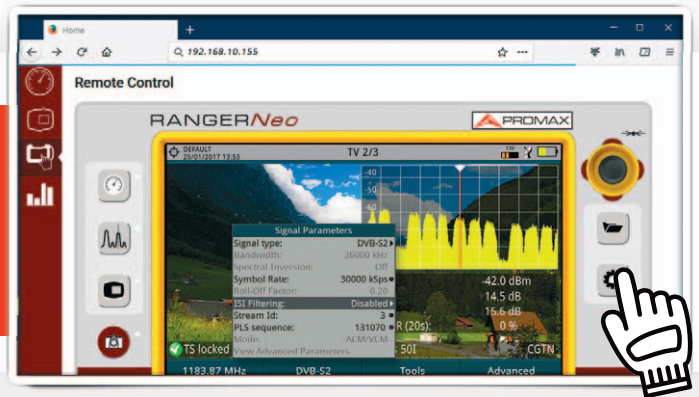 Home
192.168.10.155
Remote Control
RANGERNeo
PROMAX
DEFAULT
25/01/2017 13:53
TV 2/3
13V
-40
-50
-60
Signal Parameters
Signal type: DVB-S2
Bandwidth: 36000 kHz
Spectral Inversion: Off
Symbol Rate: 30000 kSps
Roll-Off Factor: 0.20
ISI Filtering: Disabled
Stream Id: 3
PLS sequence: 131070
Mode: ACM/VCM
View Advanced Parameters
-42.0 dBm
14.5 dB
15.6 dB
R (20s): 0 %
TS locked
: 50I
CGTN
1183.87 MHz
DVB-S2
Tools
Advanced